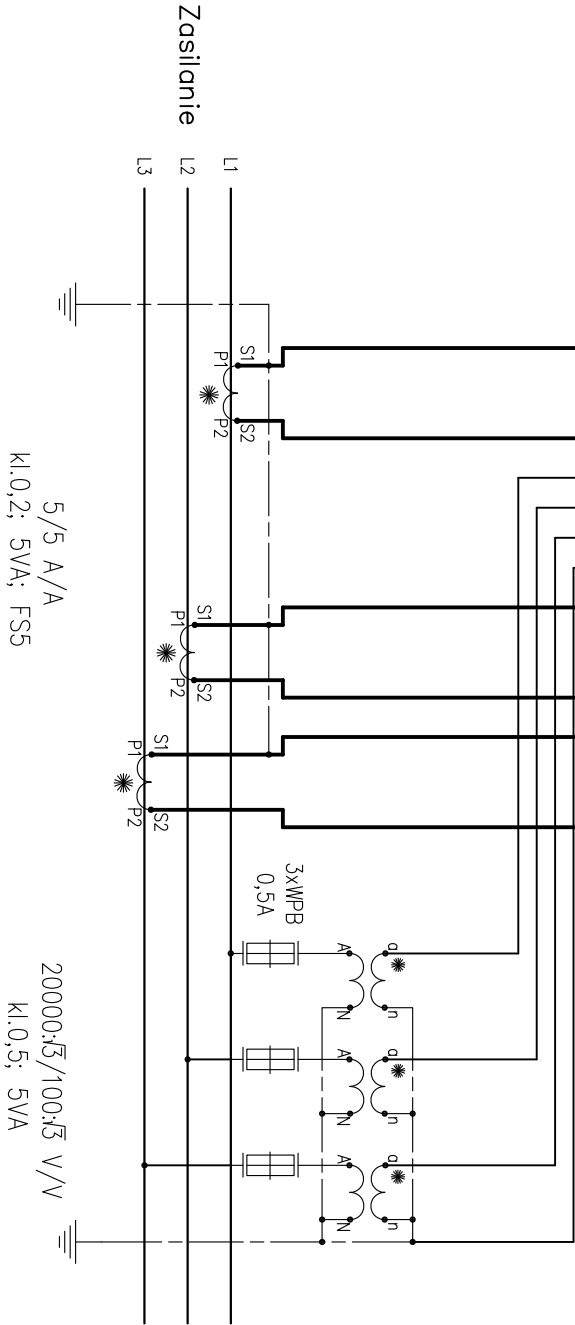 Zasilanie
L1
L2
L3
P1
S1
P2
S2
P1
S1
P2
S2
P1
S1
P2
S2
5/5 A/A
kl.0,2; 5VA; FS5
3xWPB
0,5A
A
a
N
n
A
a
N
n
A
a
N
n
20000:√3/100:√3 V/V
kl.0,5; 5VA